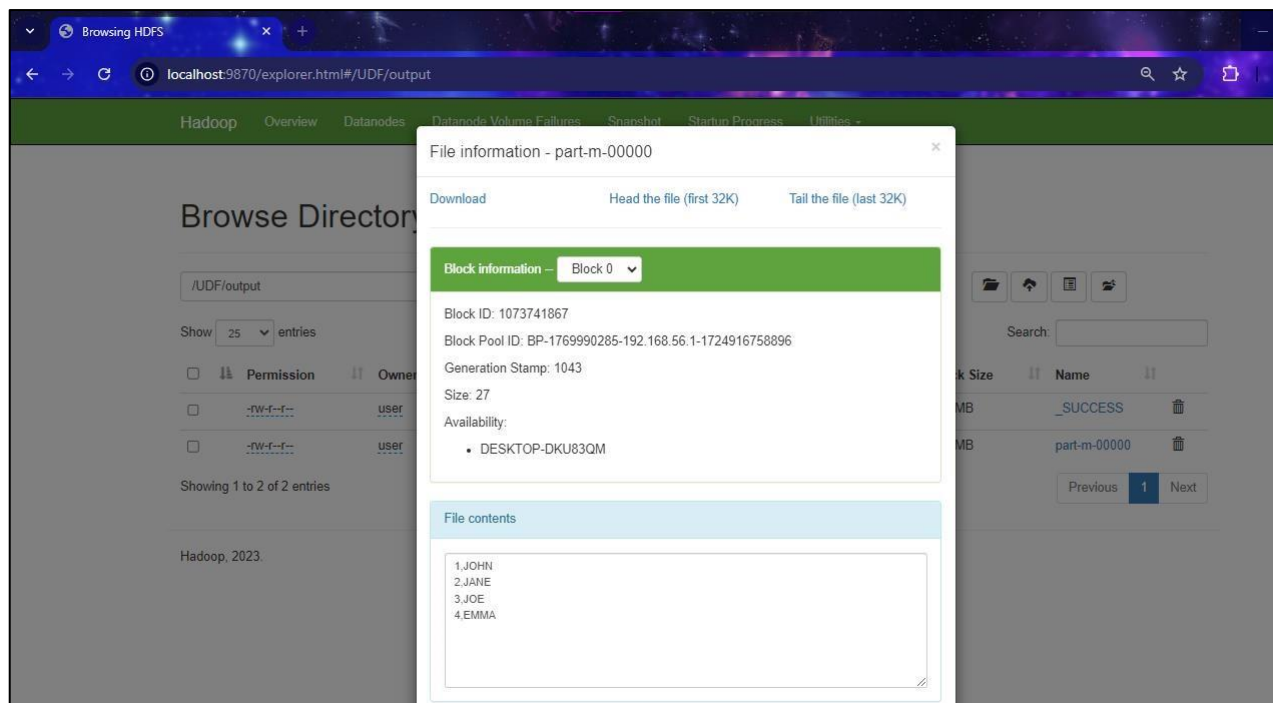 Browsing HDFS
localhost:9870/explorer.html#/UDF/output
Hadoop Overview Datanodes Datanode Volume Failures Snapshot Startup Progress Utilities
File information - part-m-00000
Download Head the file (first 32K) Tail the file (last 32K)
Browse Directory
Block information -- Block 0
/UDF/output
Block ID: 1073741867
Show 25 entries Search:
Block Pool ID: BP-1769990285-192.168.56.1-1724916758896
Generation Stamp: 1043
Permission Owner k Size Name
Size: 27
-rw-r--r-- user MB _SUCCESS
Availability:
DESKTOP-DKU83QM
-rw-r--r-- user MB part-m-00000
Showing 1 to 2 of 2 entries Previous 1 Next
File contents
Hadoop, 2023.
1,JOHN
2,JANE
3,JOE
4,EMMA